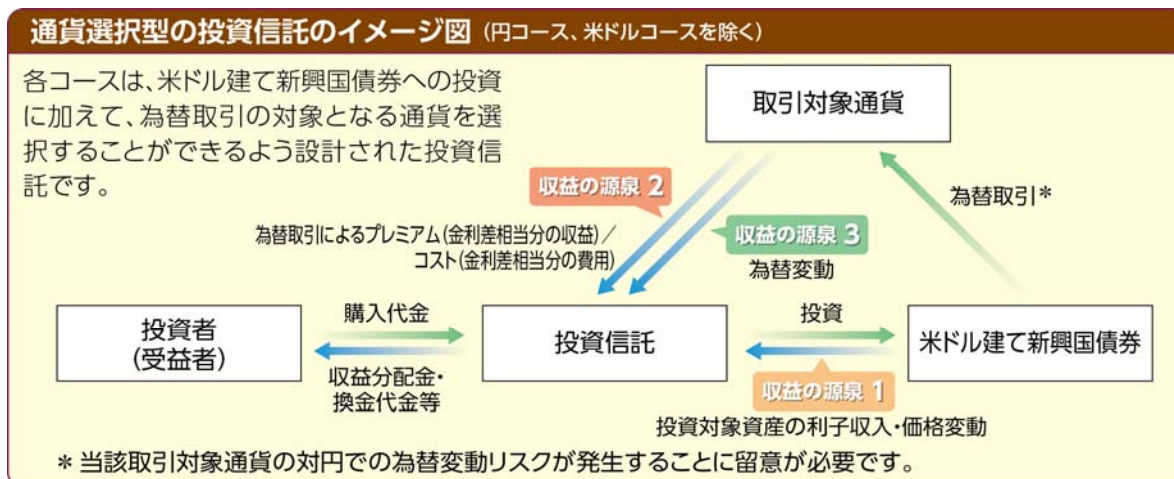 通貨選択型の投資信託のイメージ図（円コース、米ドルコースを除く）
各コースは、米ドル建て新興国債券への投資
に加えて、為替取引の対象となる通貨を選
択することができるよう設計された投資信
託です。
取引対象通貨
収益の源泉 2
為替取引*
為替取引によるプレミアム(金利差相当分の収益)／
コスト(金利差相当分の費用)
収益の源泉 3
為替変動
投資者
(受益者)
購入代金
収益分配金・
換金代金等
投資信託
投資
収益の源泉 1
投資対象資産の利子収入・価格変動
米ドル建て新興国債券
* 当該取引対象通貨の対円での為替変動リスクが発生することに留意が必要です。